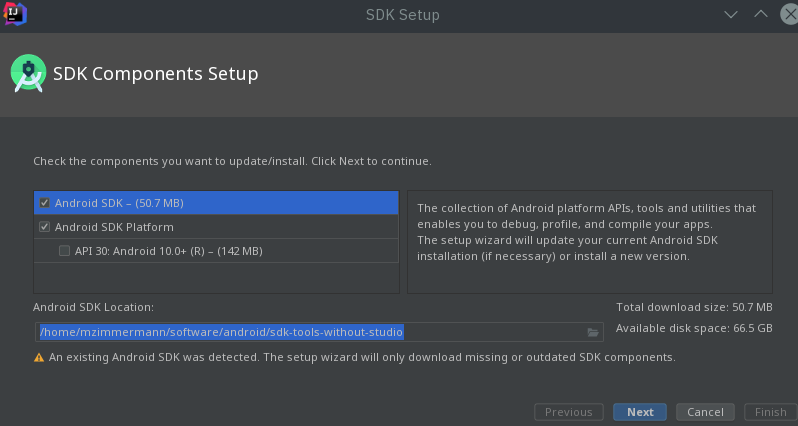 IJ
SDK Setup
SDK Components Setup
Check the components you want to update/install. Click Next to continue.
Android SDK – (50.7 MB)
Android SDK Platform
API 30: Android 10.0+ (R) – (142 MB)
The collection of Android platform APIs, tools and utilities that
enables you to debug, profile, and compile your apps.
The setup wizard will update your current Android SDK
installation (if necessary) or install a new version.
Android SDK Location:
Total download size: 50.7 MB
/home/mzimmermann/software/android/sdk-tools-without-studio
Available disk space: 66.5 GB
An existing Android SDK was detected. The setup wizard will only download missing or outdated SDK components.
Previous
Next
Cancel
Finish